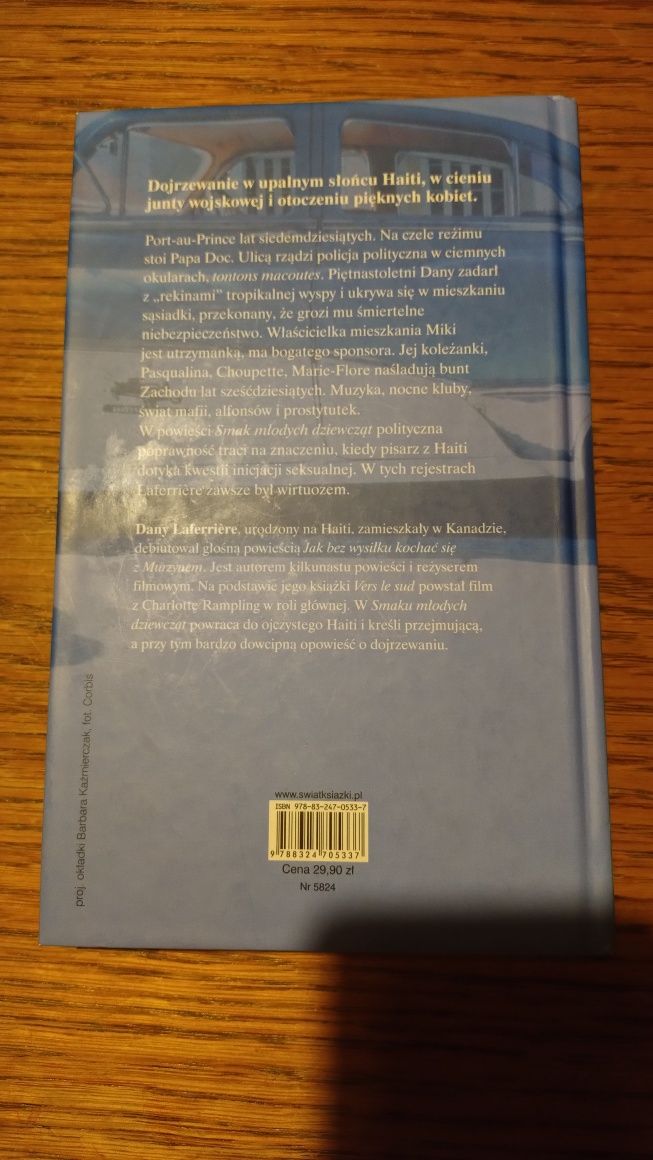 Dojrzewanie w upalnym słońcu Haiti, w cieniu
junty wojskowej i otoczeniu pięknych kobiet.
Port-au-Prince lat siedemdziesiątych. Na czele reżimu
stoi Papa Doc. Ulicą rządzi policja polityczna w ciemnych
okularach, tontons macoutes. Piętnastoletni Dany zadarł
z „rekinami” tropikalnej wyspy i ukrywa się w mieszkaniu
sąsiadki, przekonany, że grozi mu śmiertelne
niebezpieczeństwo. Właścicielka mieszkania Miki
jest utrzymanką, ma bogatego sponsora. Jej koleżanki,
Pasqualina, Choupette, Marie-Flore naśladują bunt
Zachodu lat sześćdziesiątych. Muzyka, nocne kluby,
świat mafii, alfonsów i prostytutek.
W powieści Smak młodych dziewcząt polityczna
poprawność traci na znaczeniu, kiedy pisarz z Haiti
dotyka kwestii inicjacji seksualnej. W tych rejestrach
Laferrière zawsze był wirtuozem.
Dany Laferrière, urodzony na Haiti, zamieszkały w Kanadzie,
debiutował głośną powieścią Jak bez wysiłku kochać się
z Murzynem. Jest autorem kilkunastu powieści i reżyserem
filmowym. Na podstawie jego książki Vers le sud powstał film
z Charlotte Rampling w roli głównej. W Smaku młodych
dziewcząt powraca do ojczystego Haiti i kreśli przejmującą,
a przy tym bardzo dowcipną opowieść o dojrzewaniu.
proj. okładki Barbara Kaźmierczak, fot. Corbis
www.swiatksiazki.pl
ISBN 978-83-247-0533-7
9 788324 705337
Cena 29,90 zł
Nr 5824